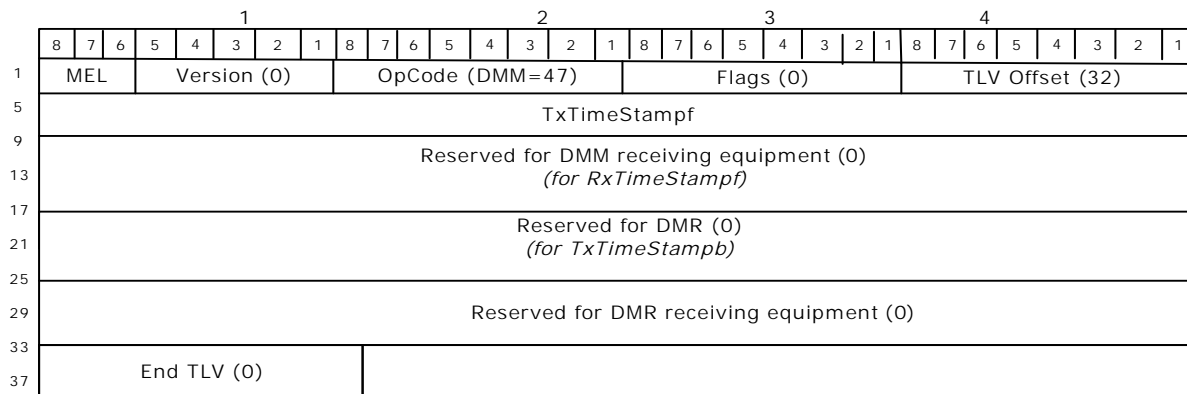 1 2 3 4
8 7 6 5 4 3 2 1 8 7 6 5 4 3 2 1 8 7 6 5 4 3 2 1 8 7 6 5 4 3 2 1
1 MEL Version (0) OpCode (DMM=47) Flags (0) TLV Offset (32)
5 TxTimeStampf
9 Reserved for DMM receiving equipment (0)
13 (for RxTimeStampf)
17 Reserved for DMR (0)
21 (for TxTimeStampb)
25
29 Reserved for DMR receiving equipment (0)
33
End TLV (0)
37